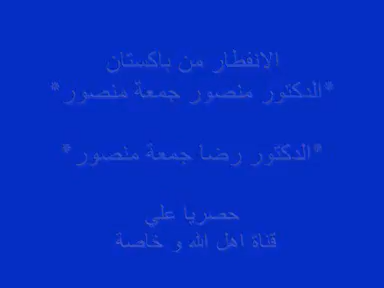 الانفطار من باكستان
*الدكتور منصور جمعة منصور*
*الدكتور رضا جمعة منصور*
حصريا علي
قناة اهل الله و خاصة